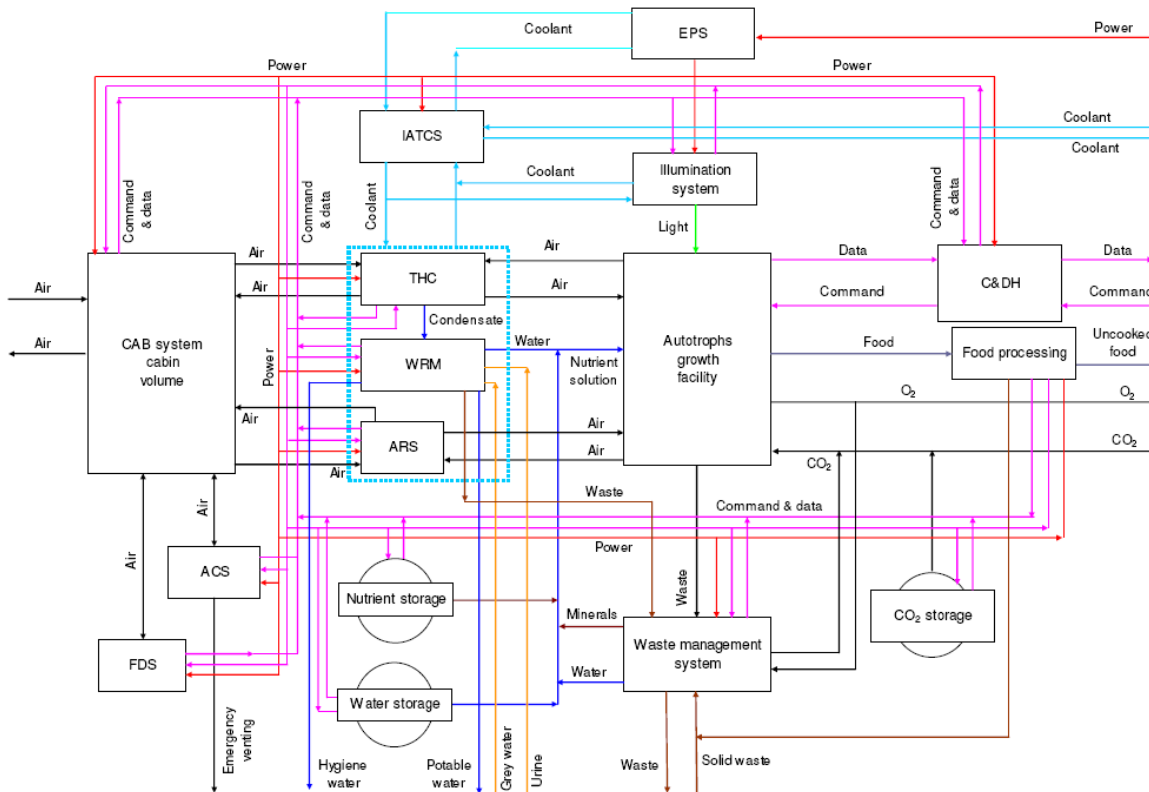 Coolant
EPS
Power
Power
Power
IATCS
Coolant
Coolant
Coolant
Illumination
system
Command
& data
Command
& data
Coolant
Command
& data
Light
Air
Air
Data
Data
THC
C&DH
Air
Air
Air
Command
Command
Condensate
Air
CAB system
cabin
volume
Power
WRM
Water
Nutrient
solution
Autotrophs
growth
facility
Food
Food processing
Uncooked
food
O2
O2
Air
Air
ARS
Air
Air
CO2
CO2
Waste
Command & data
Air
Air
Power
ACS
Nutrient storage
Waste
Minerals
CO2 storage
FDS
Waste management
system
Water
Water storage
Emergency
venting
Hygiene
water
Potable
water
Grey water
Urine
Waste
Solid waste